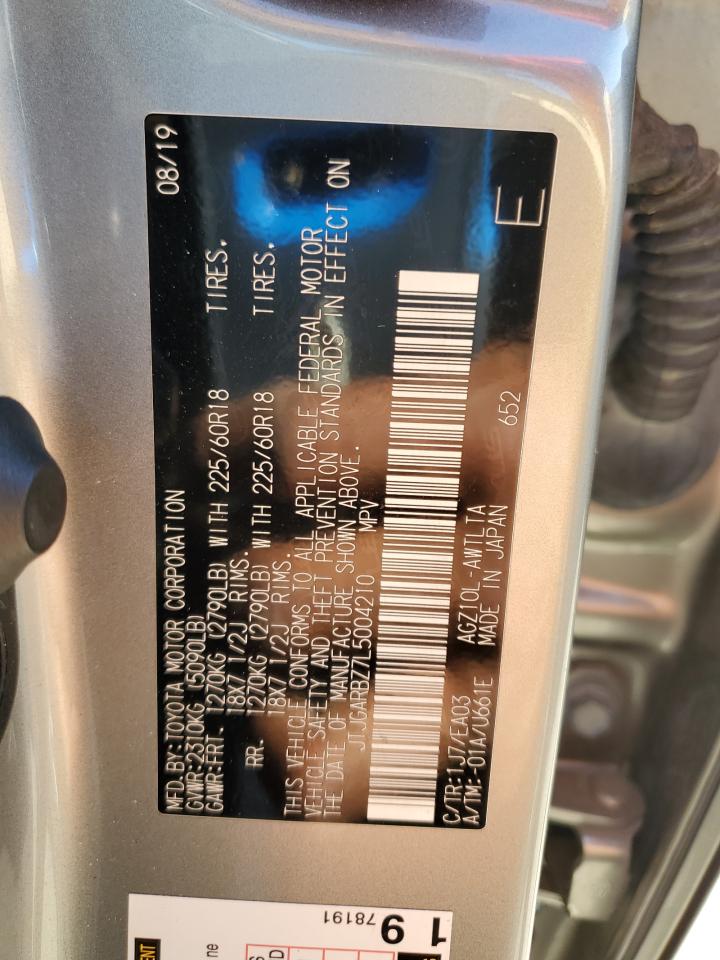 MFD.BY:TOYOTA MOTOR CORPORATION 08/19
GVWR:2310KG (5090LB)
GAWR:FR. 1270KG (2790LB) WITH 225/60R18 TIRES,
18X7 1/2J RIMS.
RR. 1270KG (2790LB) WITH 225/60R18 TIRES,
18X7 1/2J RIMS.
THIS VEHICLE CONFORMS TO ALL APPLICABLE FEDERAL MOTOR
VEHICLE SAFETY AND THEFT PREVENTION STANDARDS IN EFFECT ON
THE DATE OF MANUFACTURE SHOWN ABOVE.
JTJGARBZ7L5004210 MPV
C/TR:1J7/EA03 AGZ10L-AWTLTA 652 E
A/TM:-01A/U661E MADE IN JAPAN
78191
19